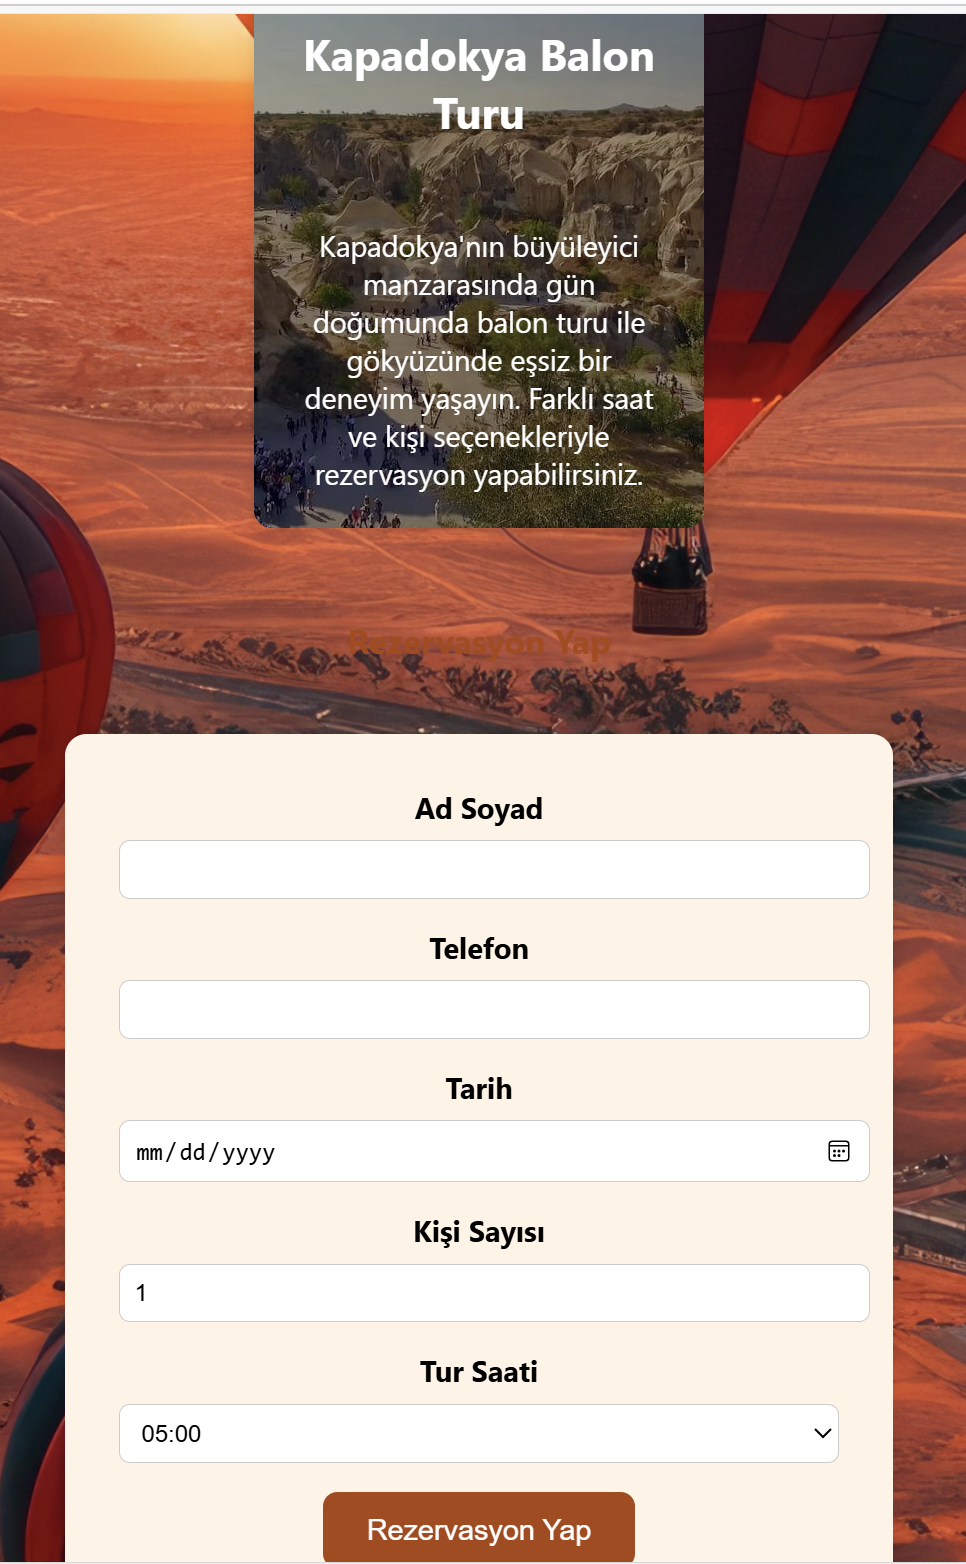 Kapadokya Balon
Turu
Kapadokya'nın büyüleyici
manzarasında gün
doğumunda balon turu ile
gökyüzünde eşsiz bir
deneyim yaşayın. Farklı saat
ve kişi seçenekleriyle
rezervasyon yapabilirsiniz.
Rezervasyon Yap
Ad Soyad
Telefon
Tarih
mm/dd/yyyy
Kişi Sayısı
1
Tur Saati
05:00
Rezervasyon Yap